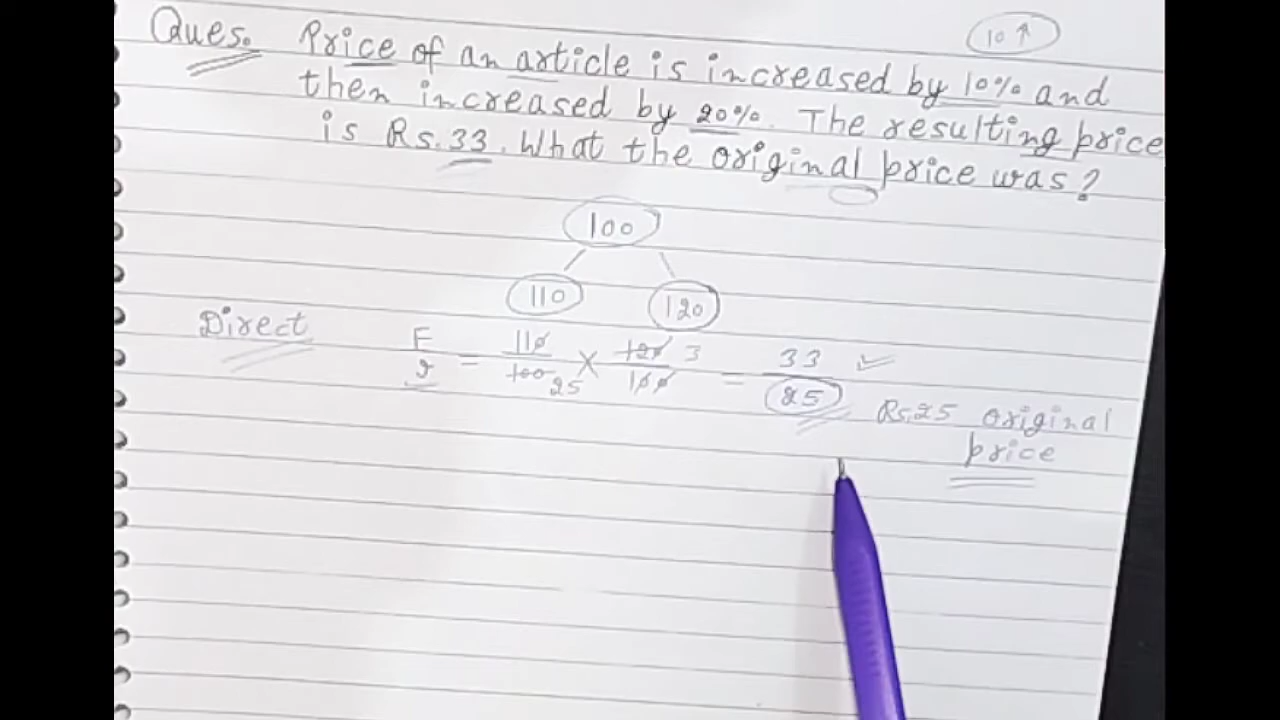 10 ↑
Ques. Price of an article is increased by 10% and
then increased by 20%. The resulting price
is Rs.33. What the original price was?
100
110 120
Direct F/I = 110/100 25 × 120 3/100 = 33/25 ✓
Rs.25 original
price